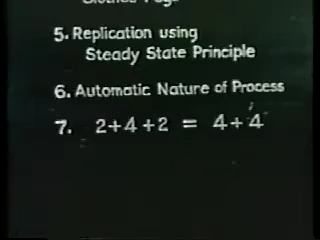 5. Replication using
Steady State Principle
6. Automatic Nature of Process
7. 2+4+2 = 4+4